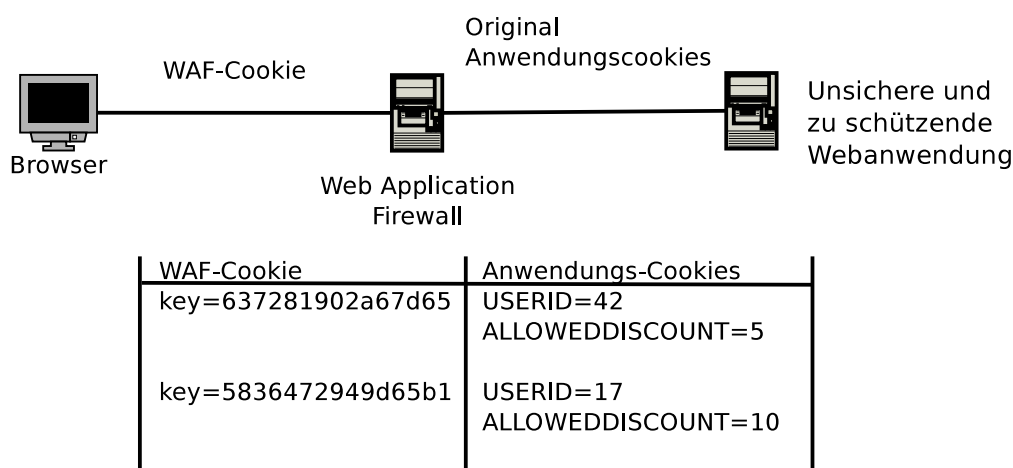 Original
Anwendungscookies
WAF-Cookie
Unsichere und
zu schützende
Webanwendung
Browser
Web Application
Firewall
WAF-Cookie
Anwendungs-Cookies
key=637281902a67d65
USERID=42
ALLOWEDDISCOUNT=5
key=5836472949d65b1
USERID=17
ALLOWEDDISCOUNT=10